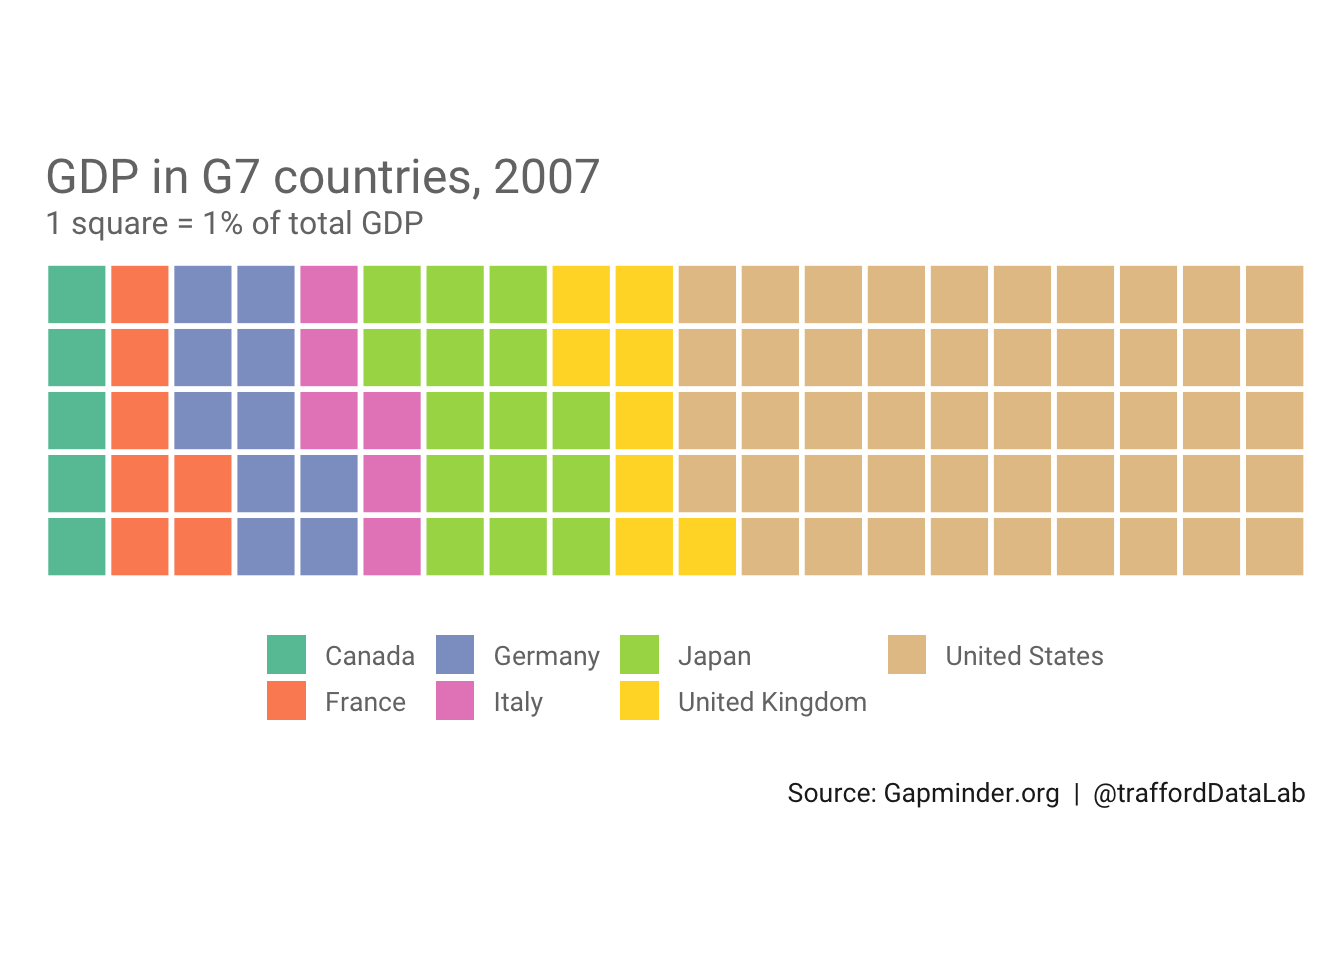 GDP in G7 countries, 2007
1 square = 1% of total GDP
Canada Germany Japan United States
France Italy United Kingdom
Source: Gapminder.org | @traffordDataLab